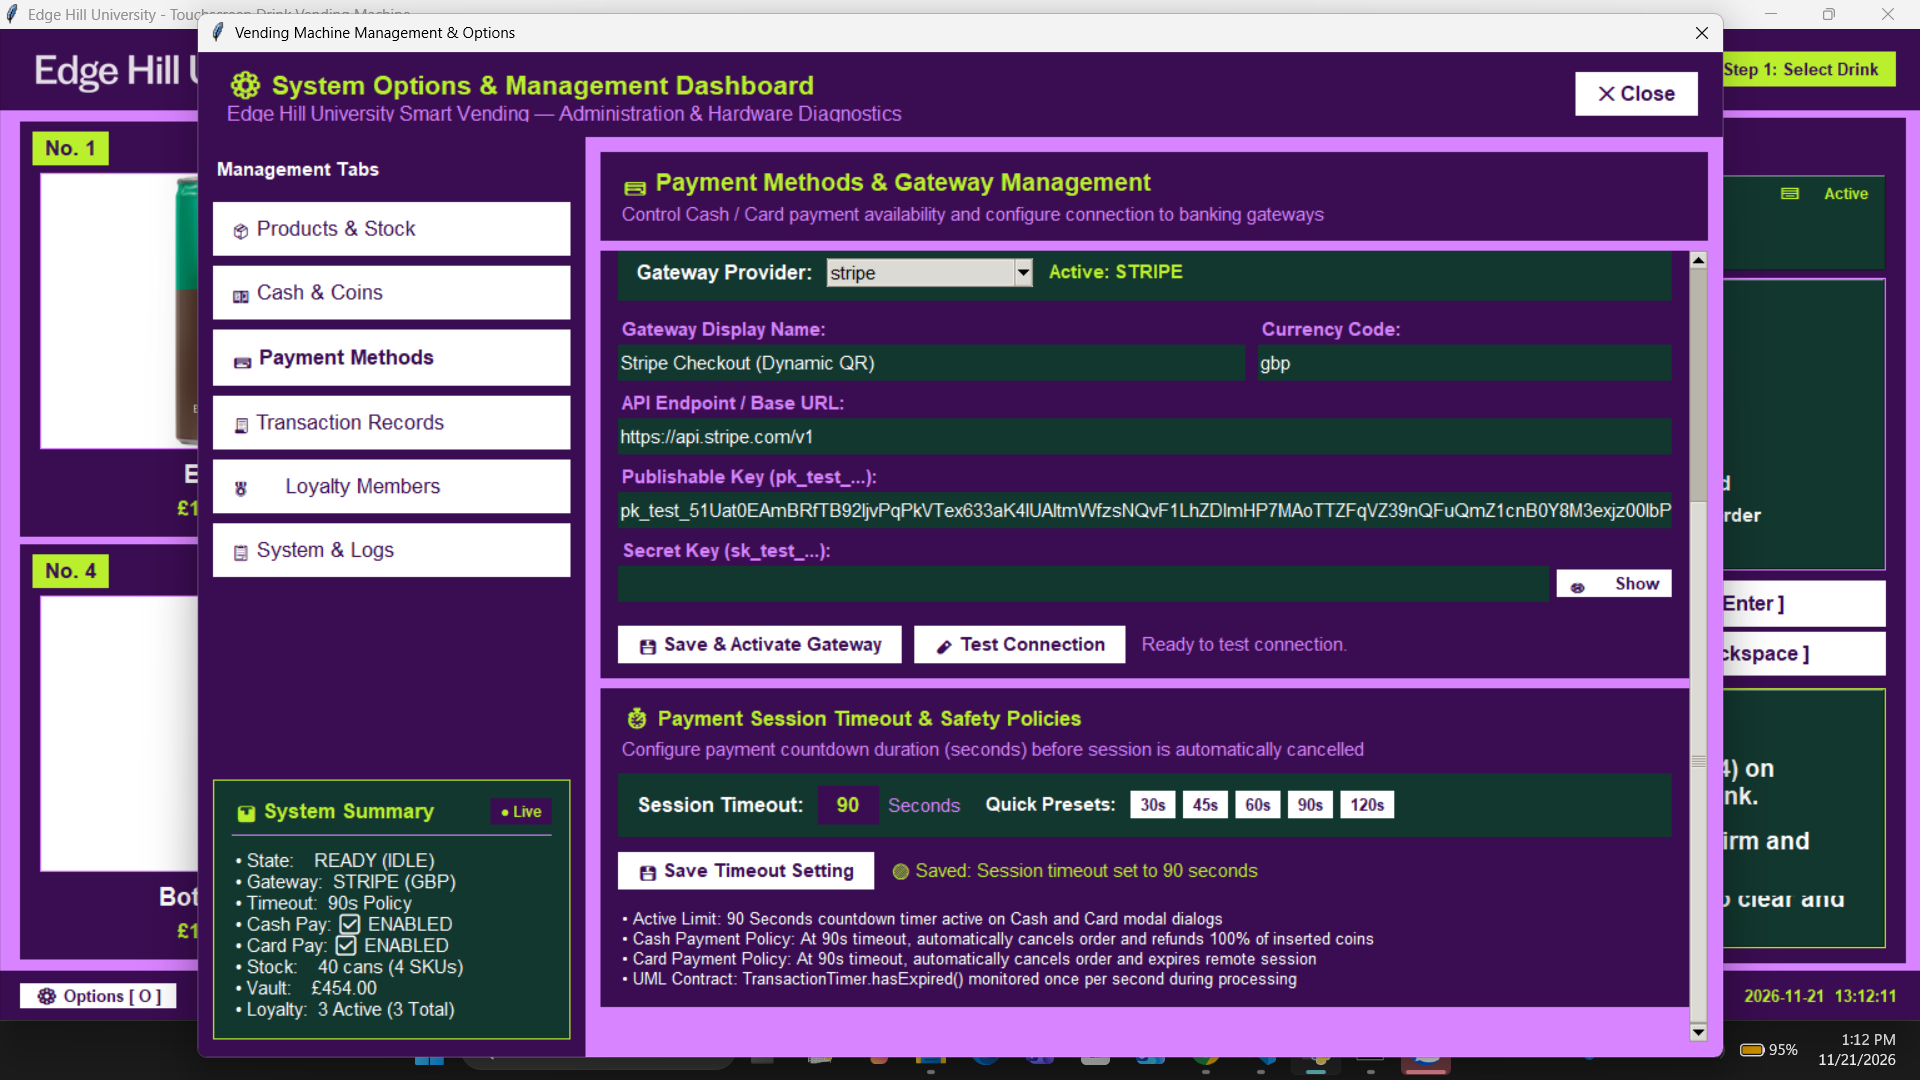 Edge Hill University - Touchscreen Drink Vending Machine
Vending Machine Management & Options
Edge Hill
Step 1: Select Drink
System Options & Management Dashboard
Edge Hill University Smart Vending — Administration & Hardware Diagnostics
Close
No. 1
Management Tabs
Products & Stock
Cash & Coins
Payment Methods
Transaction Records
Loyalty Members
System & Logs
Payment Methods & Gateway Management
Control Cash / Card payment availability and configure connection to banking gateways
Gateway Provider: stripe Active: STRIPE
Gateway Display Name: Currency Code:
Stripe Checkout (Dynamic QR) gbp
API Endpoint / Base URL:
https://api.stripe.com/v1
Publishable Key (pk_test_...):
Secret Key (sk_test_...):
Show
Save & Activate Gateway Test Connection Ready to test connection.
Payment Session Timeout & Safety Policies
Configure payment countdown duration (seconds) before session is automatically cancelled
Session Timeout: 90 Seconds Quick Presets: 30s 45s 60s 90s 120s
Save Timeout Setting Saved: Session timeout set to 90 seconds
• Active Limit: 90 Seconds countdown timer active on Cash and Card modal dialogs
• Cash Payment Policy: At 90s timeout, automatically cancels order and refunds 100% of inserted coins
• Card Payment Policy: At 90s timeout, automatically cancels order and expires remote session
• UML Contract: TransactionTimer.hasExpired() monitored once per second during processing
System Summary • Live
• State: READY (IDLE)
• Gateway: STRIPE (GBP)
• Timeout: 90s Policy
• Cash Pay: ENABLED
• Card Pay: ENABLED
• Stock: 40 cans (4 SKUs)
• Vault: £454.00
• Loyalty: 3 Active (3 Total)
£1
No. 4
Bot
£1
Options [ O ]
Active
rder
Enter ]
ckspace ]
4) on
nk.
irm and
clear and
2026-11-21 13:12:11
95%
1:12 PM
11/21/2026